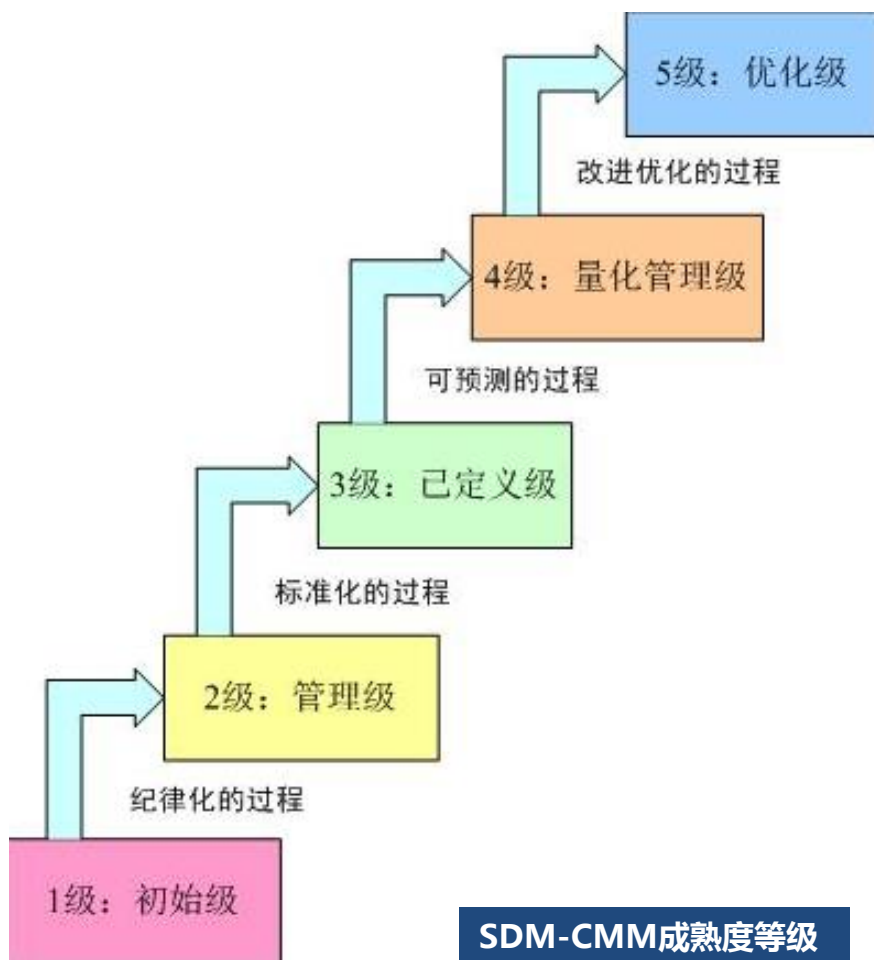 5级：优化级
改进优化的过程
4级：量化管理级
可预测的过程
3级：已定义级
标准化的过程
2级：管理级
纪律化的过程
1级：初始级
SDM-CMM成熟度等级